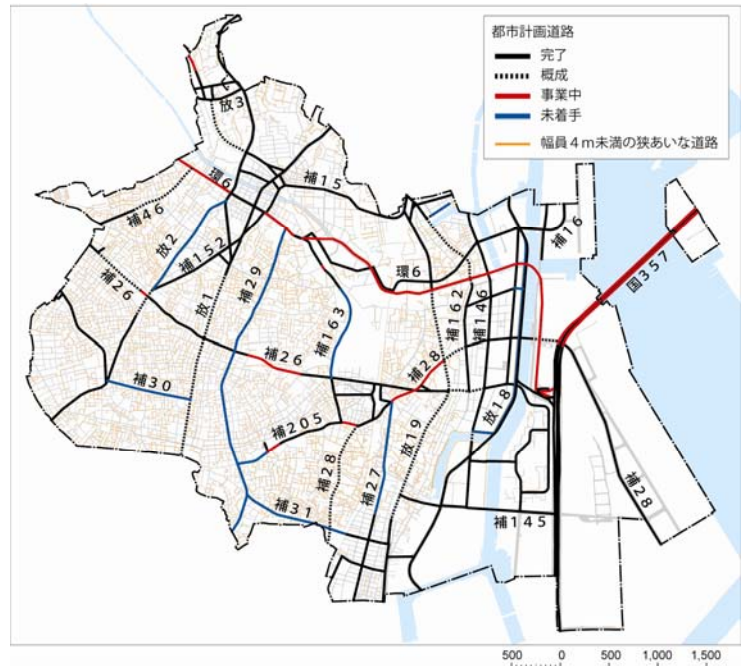 都市計画道路
完了
概成
事業中
未着手
幅員4m未満の狭あいな道路
放3
補15
環6
補46
放2
補152
補16
国357
環6
補29
補26
放1
補163
補162
補146
補26
補28
補30
補205
放18
放19
補28
補27
補28
補31
補145
500 0 500 1,000 1,500